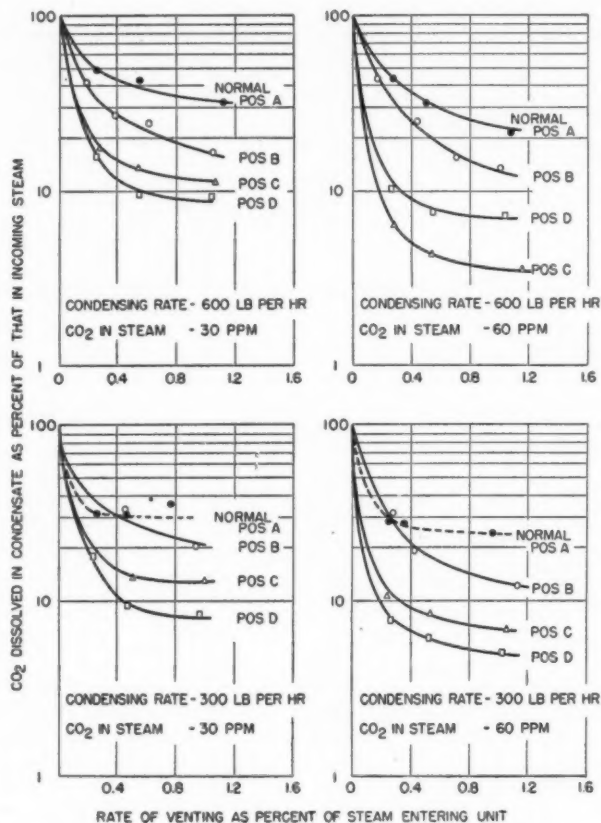 CO2 DISSOLVED IN CONDENSATE AS PERCENT OF THAT IN INCOMING STEAM
100
10
1
0 0.4 0.8 1.2 1.6
NORMAL
POS A
POS B
POS C
POS D
CONDENSING RATE - 600 LB PER HR
CO2 IN STEAM - 30 PPM
100
10
1
0 0.4 0.8 1.2 1.6
NORMAL
POS A
POS B
POS D
POS C
CONDENSING RATE - 600 LB PER HR
CO2 IN STEAM - 60 PPM
100
10
1
0 0.4 0.8 1.2 1.6
NORMAL
POS A
POS B
POS C
POS D
CONDENSING RATE - 300 LB PER HR
CO2 IN STEAM - 30 PPM
100
10
1
0 0.4 0.8 1.2 1.6
NORMAL
POS A
POS B
POS C
POS D
CONDENSING RATE - 300 LB PER HR
CO2 IN STEAM - 60 PPM
RATE OF VENTING AS PERCENT OF STEAM ENTERING UNIT